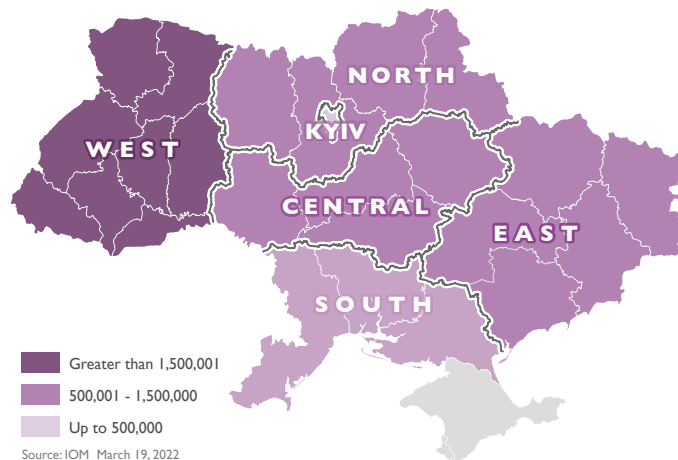 NORTH
KYIV
WEST
CENTRAL
EAST
SOUTH
Greater than 1,500,001
500,001 - 1,500,000
Up to 500,000
Source: IOM March 19, 2022